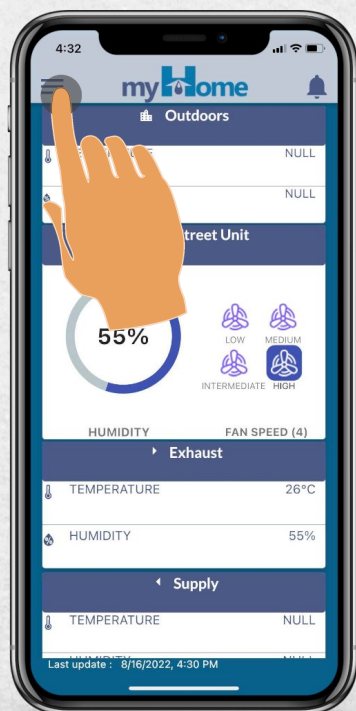 4:32
myHome
Outdoors
NULL
NULL
treet Unit
55%
LOW MEDIUM
INTERMEDIATE HIGH
HUMIDITY FAN SPEED (4)
Exhaust
TEMPERATURE 26°C
HUMIDITY 55%
Supply
TEMPERATURE NULL
Last update : 8/16/2022, 4:30 PM